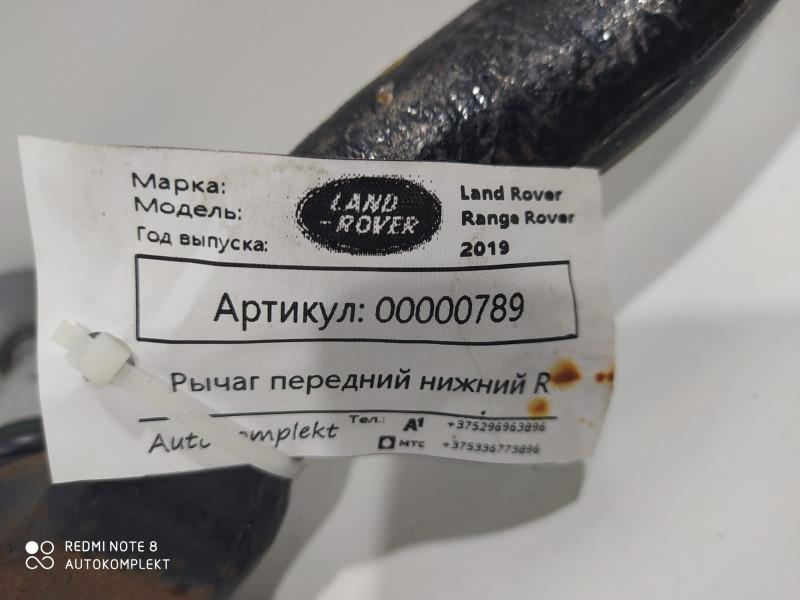 Марка:
Модель:
Год выпуска:
LAND
-ROVER
Land Rover
Range Rover
2019
Артикул: 00000789
Рычаг передний нижний R
Тел.: A1 +375296963896
МТС +375336773896
REDMI NOTE 8
AUTOKOMPLEKT